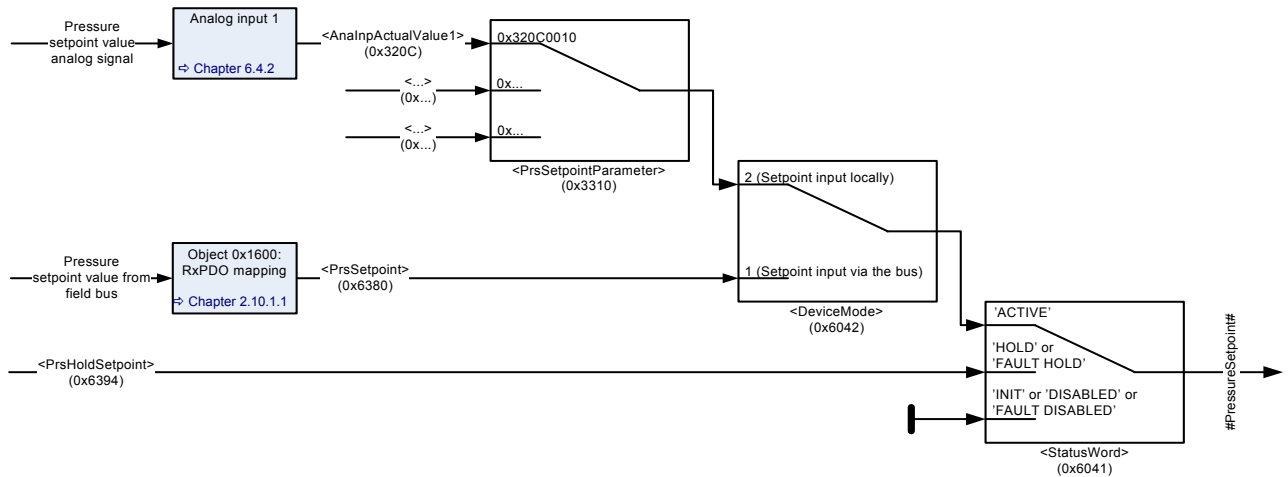 Pressure
setpoint value
analog signal
Analog input 1
⇨ Chapter 6.4.2
<AnaInpActualValue1>
(0x320C)
0x320C0010
<...>
(0x...)
0x...
<...>
(0x...)
0x...
<PrsSetpointParameter>
(0x3310)
2 (Setpoint input locally)
1 (Setpoint input via the bus)
<DeviceMode>
(0x6042)
Pressure
setpoint value from
field bus
Object 0x1600:
RxPDO mapping
⇨ Chapter 2.10.1.1
<PrsSetpoint>
(0x6380)
<PrsHoldSetpoint>
(0x6394)
'ACTIVE'
'HOLD' or
'FAULT HOLD'
'INIT' or 'DISABLED' or
'FAULT DISABLED'
<StatusWord>
(0x6041)
#PressureSetpoint#